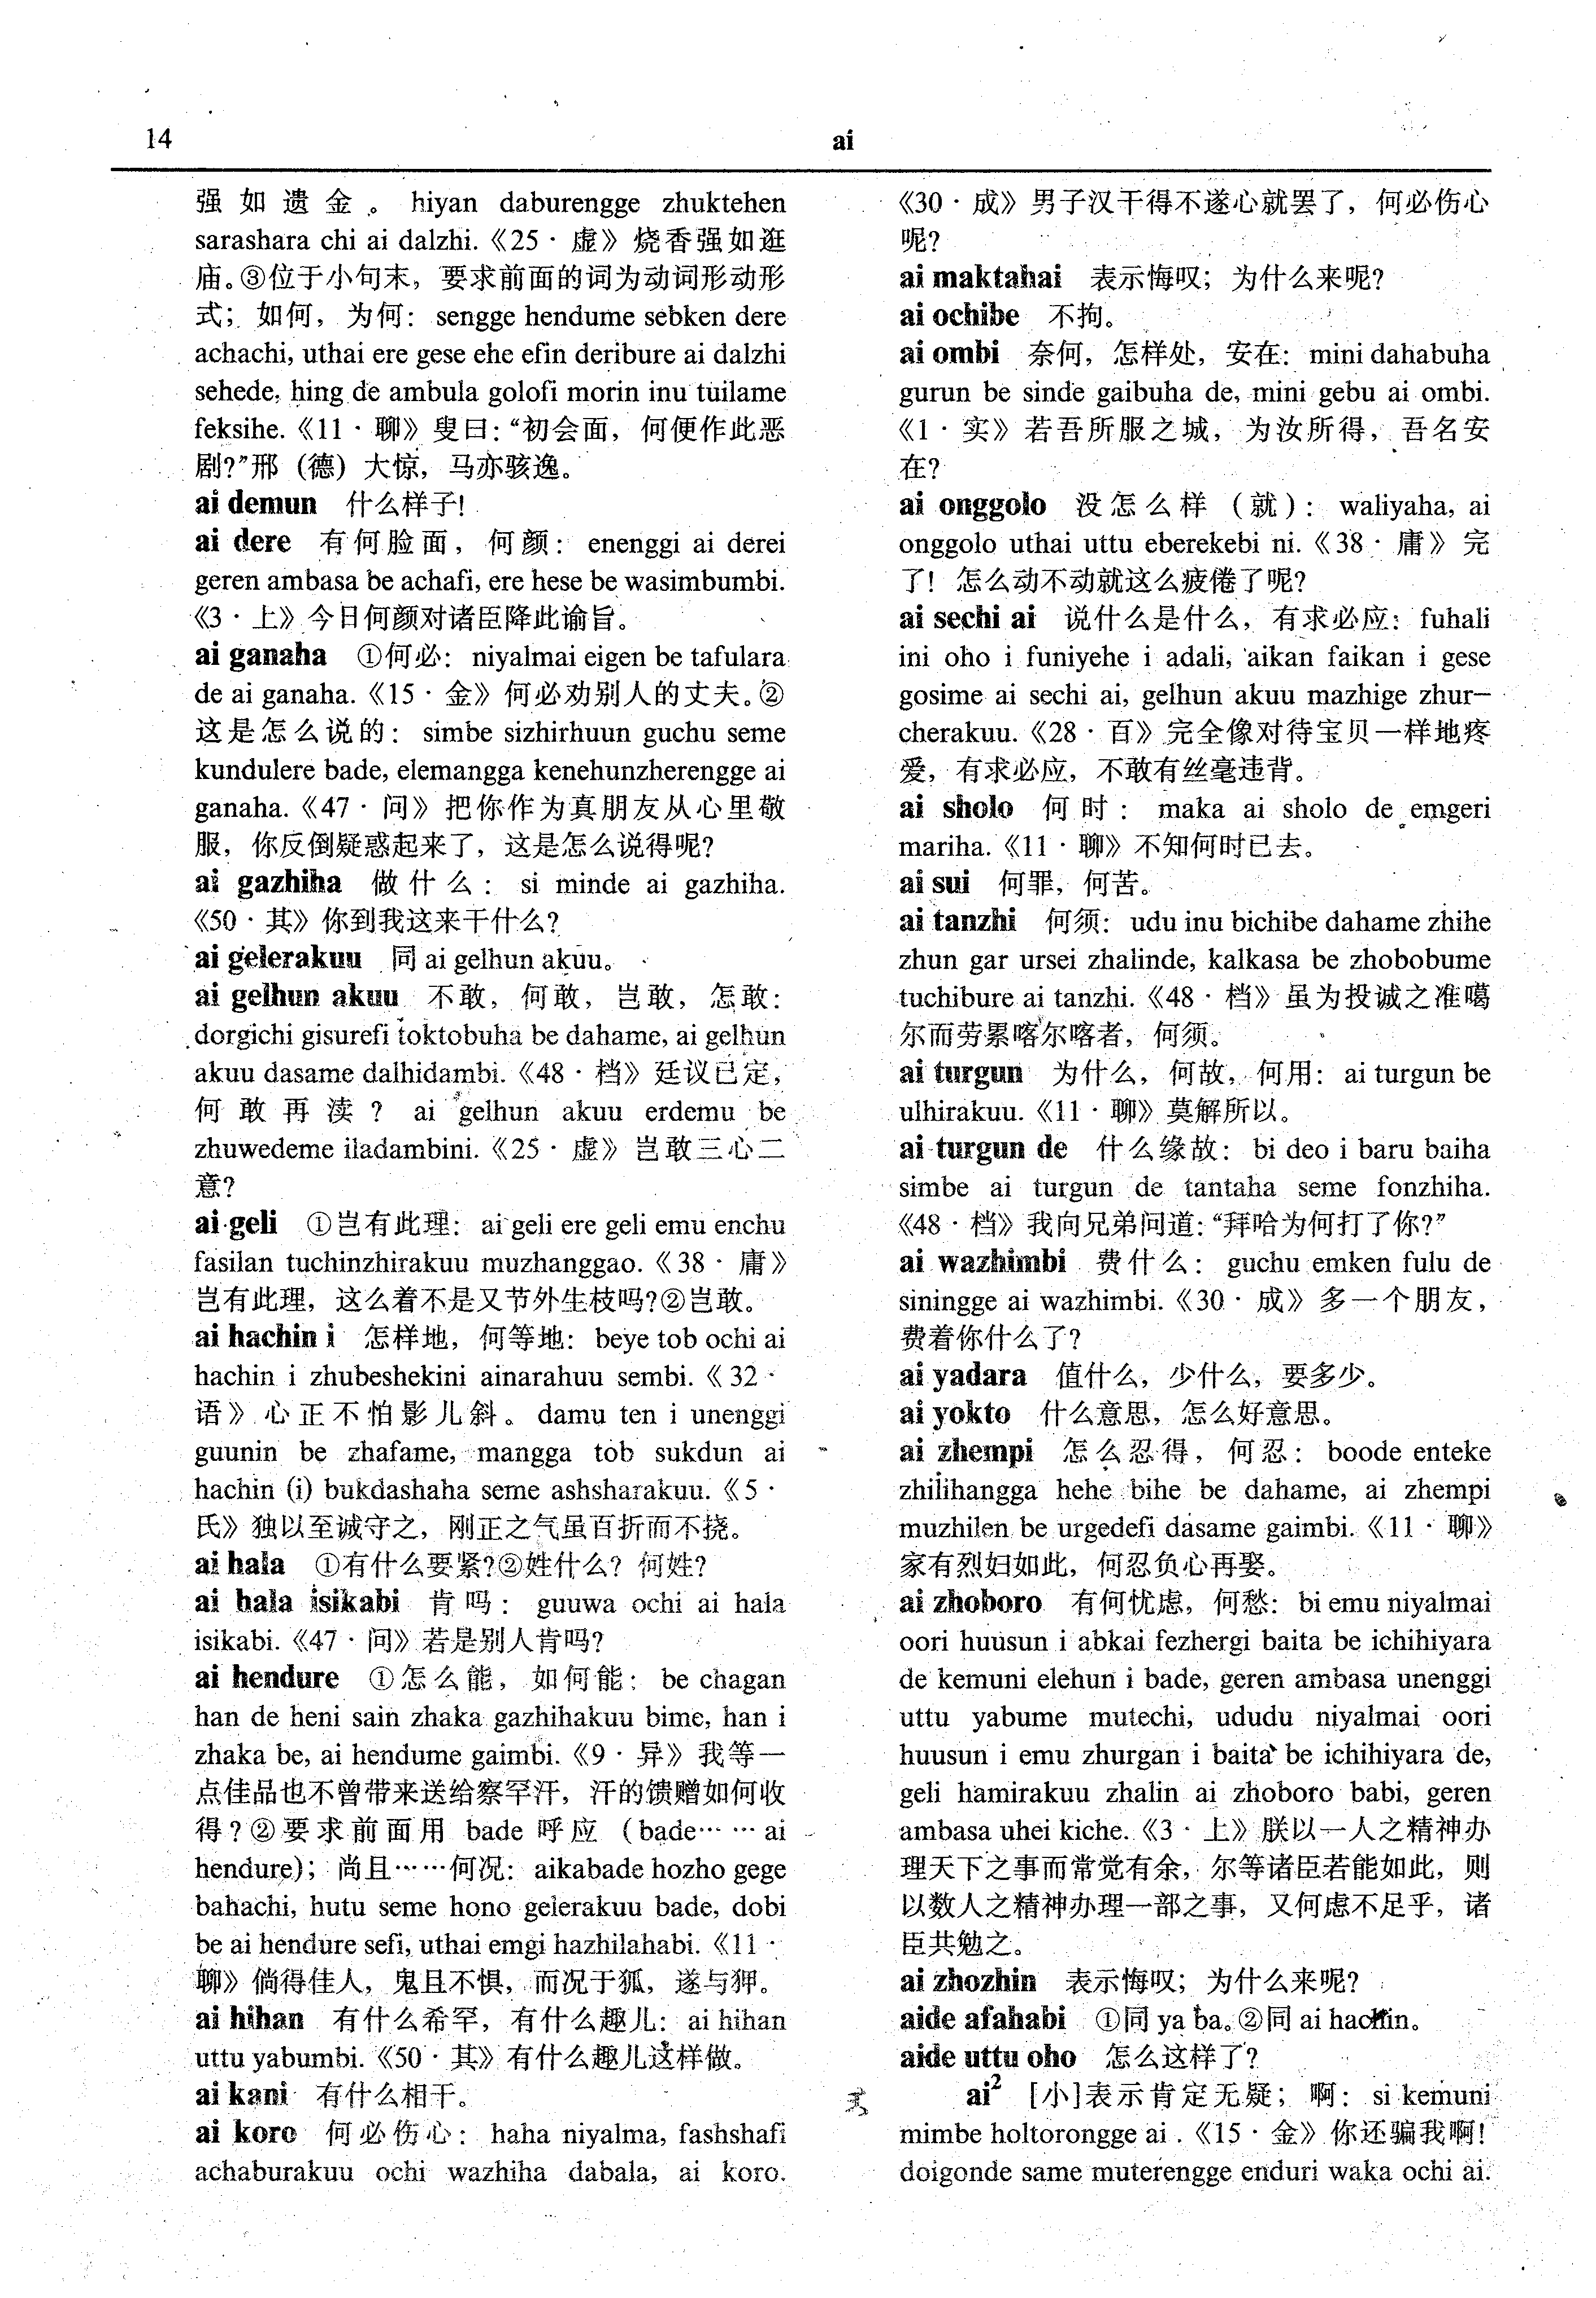 14
ai
强如遗金。hiyan daburengge zhuktehen
sarashara chi ai dalzhi.《25·虚》烧香强如逛
庙。③位于小句末，要求前面的词为动词形动形
式；如何，为何：sengge hendume sebken dere
achachi, uthai ere gese ehe efin deribure ai dalzhi
sehede, hing de ambula golofi morin inu tuilame
feksihe.《11·聊》叟曰：“初会面，何便作此恶
剧？”邢（德）大惊，马亦骇逸。
ai demun 什么样子！
ai dere 有何脸面，何颜：enenggi ai derei
geren ambasa be achafi, ere hese be wasimbumbi.
《3·上》今日何颜对诸臣降此谕旨。
ai ganaha ①何必：niyalmai eigen be tafulara
de ai ganaha.《15·金》何必劝别人的丈夫。②
这是怎么说的：simbe sizhirhuun guchu seme
kundulere bade, elemangga kenehunzherengge ai
ganaha.《47·问》把你作为真朋友从心里敬
服，你反倒疑惑起来了，这是怎么说得呢？
ai gazhiha 做什么：si minde ai gazhiha.
《50·其》你到我这来干什么？
ai gelerakuu 同 ai gelhun akuu。
ai gelhun akuu 不敢，何敢，岂敢，怎敢：
dorgichi gisurefi toktobuha be dahame, ai gelhun
akuu dasame dalhidambi.《48·档》廷议已定，
何敢再渎？ai gelhun akuu erdemu be
zhuwedeme iladambini.《25·虚》岂敢三心二
意？
ai geli ①岂有此理：ai geli ere geli emu enchu
fasilan tuchinzhirakuu muzhanggao.《38·庸》
岂有此理，这么着不是又节外生枝吗？②岂敢。
ai hachin i 怎样地，何等地：beye tob ochi ai
hachin i zhubeshekini ainarahuu sembi.《32·
语》心正不怕影儿斜。damu ten i unenggi
guunin be zhafame, mangga tob sukdun ai
hachin (i) bukdashaha seme ashsharakuu.《5·
氏》独以至诚守之，刚正之气虽百折而不挠。
ai hala ①有什么要紧？②姓什么？何姓？
ai hala isikabi 肯吗：guuwa ochi ai hala
isikabi.《47·问》若是别人肯吗？
ai hendure ①怎么能，如何能：be chagan
han de heni sain zhaka gazhihakuu bime, han i
zhaka be, ai hendume gaimbi.《9·异》我等一
点佳品也不曾带来送给察罕汗，汗的馈赠如何收
得？②要求前面用 bade 呼应（bade…… ai
hendure）；尚且……何况：aikabade hozho gege
bahachi, hutu seme hono gelerakuu bade, dobi
be ai hendure sefi, uthai emgi hazhilahabi.《11·
聊》倘得佳人，鬼且不惧，而况于狐，遂与狎。
ai hihan 有什么希罕，有什么趣儿：ai hihan
uttu yabumbi.《50·其》有什么趣儿这样做。
ai kani 有什么相干。
ai koro 何必伤心：haha niyalma, fashshafi
achaburakuu ochi wazhiha dabala, ai koro.
《30·成》男子汉干得不遂心就罢了，何必伤心
呢？
ai maktahai 表示悔叹；为什么来呢？
ai ochibe 不拘。
ai ombi 奈何，怎样处，安在：mini dahabuha
gurun be sinde gaibuha de, mini gebu ai ombi.
《1·实》若吾所服之城，为汝所得，吾名安
在？
ai onggolo 没怎么样（就）：waliyaha, ai
onggolo uthai uttu eberekebi ni.《38·庸》完
了！怎么动不动就这么疲倦了呢？
ai sechi ai 说什么是什么，有求必应：fuhali
ini oho i funiyehe i adali, aikan faikan i gese
gosime ai sechi ai, gelhun akuu mazhige zhur-
cherakuu.《28·百》完全像对待宝贝一样地疼
爱，有求必应，不敢有丝毫违背。
ai sholo 何时：maka ai sholo de emgeri
mariha.《11·聊》不知何时已去。
ai sui 何罪，何苦。
ai tanzhi 何须：udu inu bichibe dahame zhihe
zhun gar ursei zhalinde, kalkasa be zhobobume
tuchibure ai tanzhi.《48·档》虽为投诚之准噶
尔而劳累喀尔喀者，何须。
ai turgun 为什么，何故，何用：ai turgun be
ulhirakuu.《11·聊》莫解所以。
ai turgun de 什么缘故：bi deo i baru baiha
simbe ai turgun de tantaha seme fonzhiha.
《48·档》我向兄弟问道：“拜哈为何打了你？”
ai wazhimbi 费什么：guchu emken fulu de
siningge ai wazhimbi.《30·成》多一个朋友，
费着你什么了？
ai yadara 值什么，少什么，要多少。
ai yokto 什么意思，怎么好意思。
ai zhempi 怎么忍得，何忍：boode enteke
zhilihangga hehe bihe be dahame, ai zhempi
muzhilen be urgedefi dasame gaimbi.《11·聊》
家有烈妇如此，何忍负心再娶。
ai zhoboro 有何忧虑，何愁：bi emu niyalmai
oori huusun i abkai fezhergi baita be ichihiyara
de kemuni elehun i bade, geren ambasa unenggi
uttu yabume mutechi, ududu niyalmai oori
huusun i emu zhurgan i baita be ichihiyara de,
geli hamirakuu zhalin ai zhoboro babi, geren
ambasa uhei kiche.《3·上》朕以一人之精神办
理天下之事而常觉有余，尔等诸臣若能如此，则
以数人之精神办理一部之事，又何虑不足乎，诸
臣共勉之。
ai zhozhin 表示悔叹；为什么来呢？
aide afahabi ①同 ya ba。②同 ai hachin。
aide uttu oho 怎么这样了？
ai² [小]表示肯定无疑；啊：si kemuni
mimbe holtorongge ai .《15·金》你还骗我啊！
doigonde same muterengge enduri waka ochi ai.